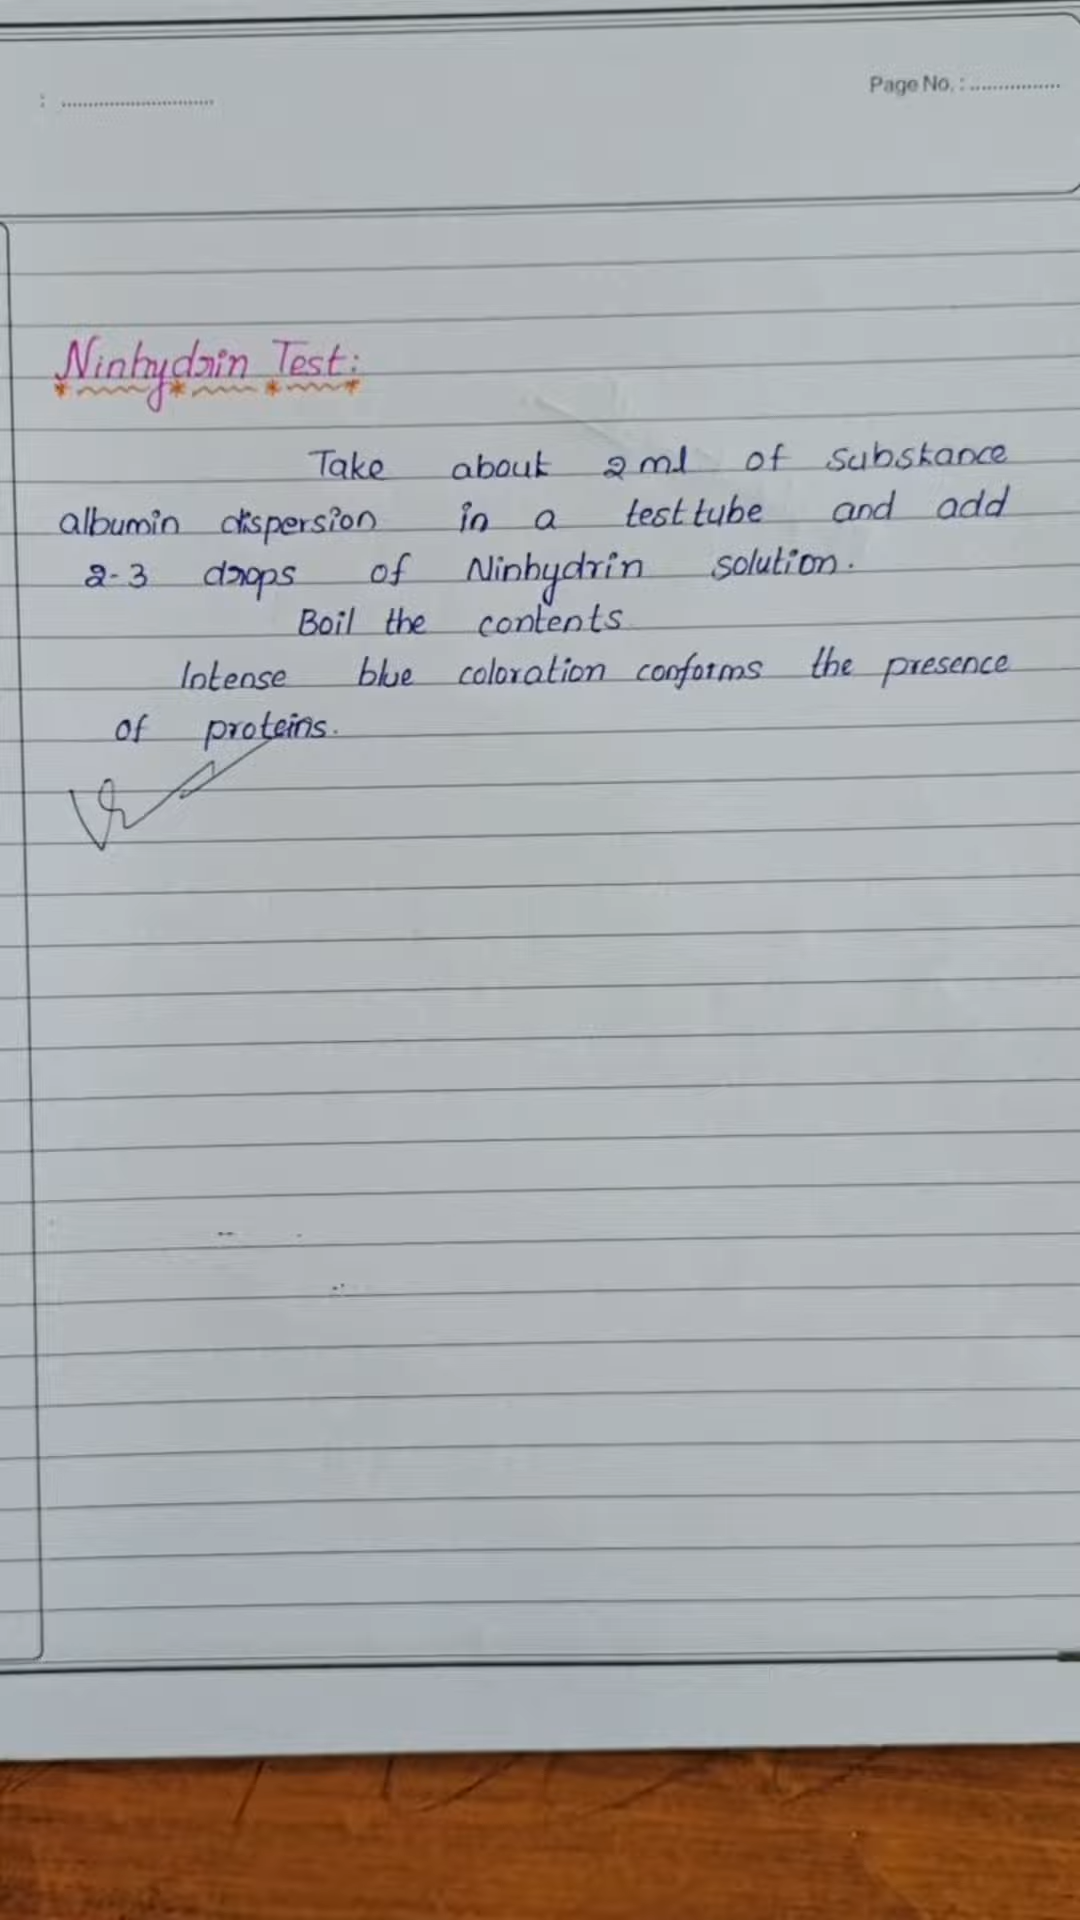 : ............................
Page No. : ................
Ninhydrin Test:
Take about 2 ml of substance
albumin dispersion in a test tube and add
2-3 drops of Ninhydrin solution.
Boil the contents
Intense blue coloration conforms the presence
of proteins.